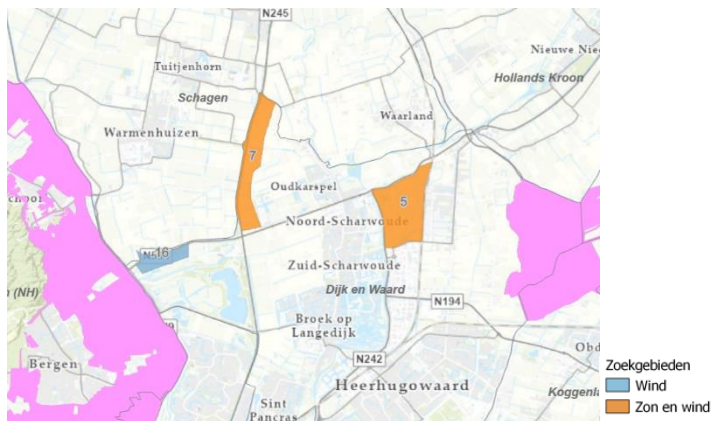 N245
Nieuwe Nie
Tuitjenhorn
Hollands Kroon
Schagen
Waarland
Warmenhuizen
7
Oudkarspel
5
Noord-Scharwoude
16
Zuid-Scharwoude
n (NH)
Dijk en Waard
N194
Broek op
Langedijk
Bergen
N242
Obd
Heerhugowaard
Koggenla
Sint
Pancras
Zoekgebieden
Wind
Zon en wind